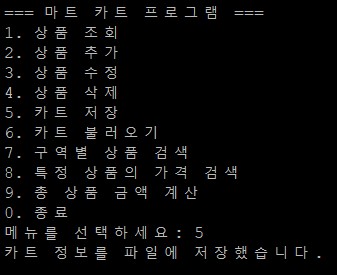 === 마트 카트 프로그램 ===
1. 상품 조회
2. 상품 추가
3. 상품 수정
4. 상품 삭제
5. 카트 저장
6. 카트 불러오기
7. 구역별 상품 검색
8. 특정 상품의 가격 검색
9. 총 상품 금액 계산
0. 종료
메뉴를 선택하세요: 5
카트 정보를 파일에 저장했습니다.